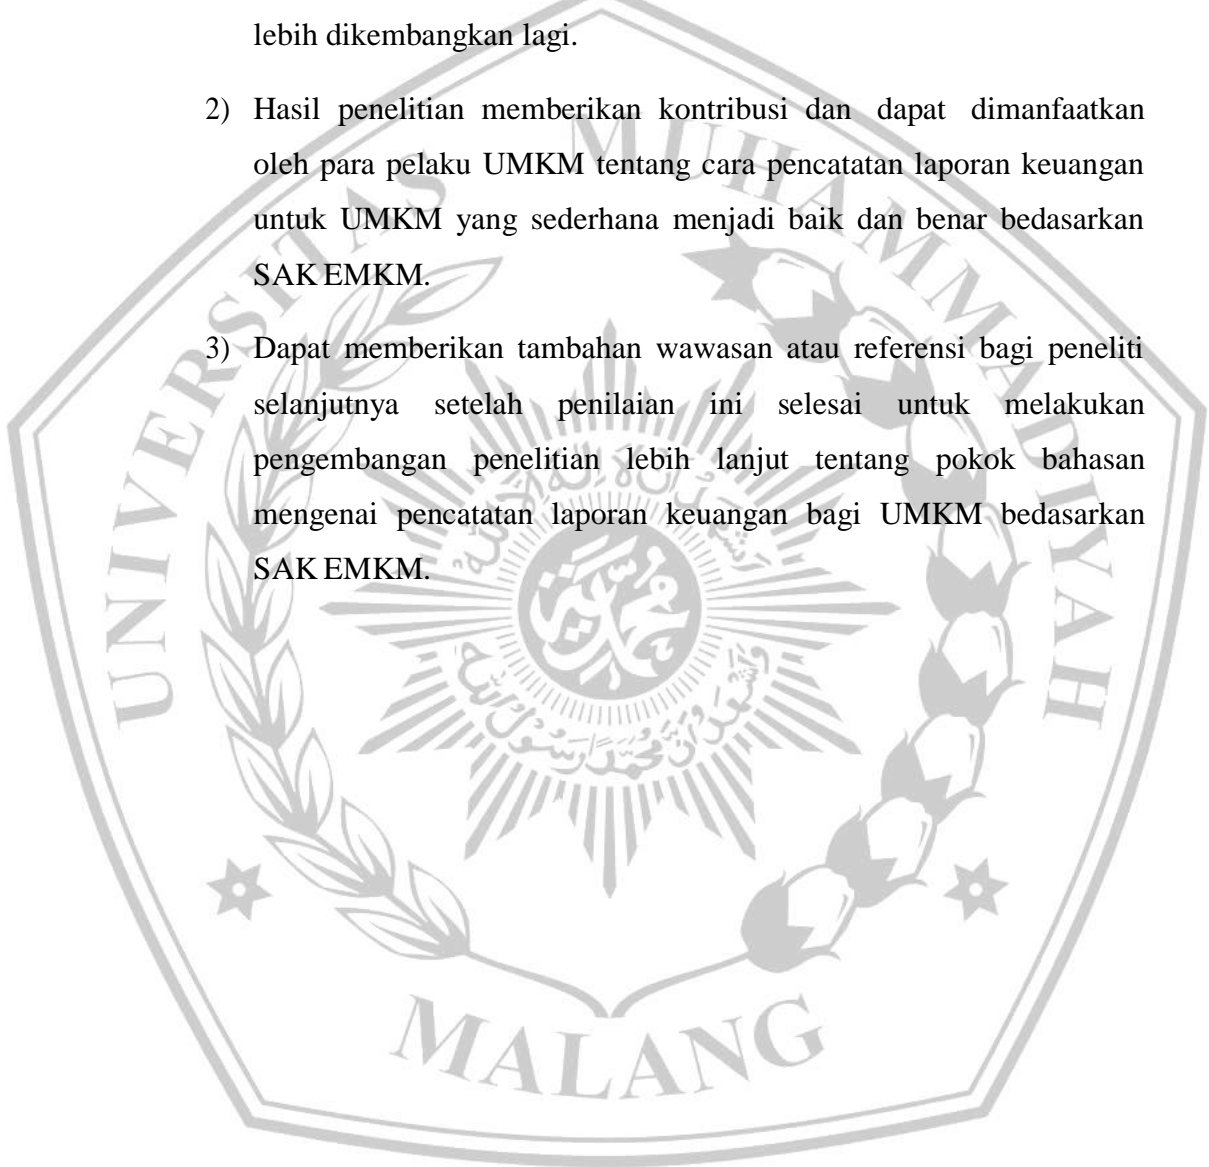 lebih dikembangkan lagi.
2) Hasil penelitian memberikan kontribusi dan dapat dimanfaatkan
oleh para pelaku UMKM tentang cara pencatatan laporan keuangan
untuk UMKM yang sederhana menjadi baik dan benar bedasarkan
SAK EMKM.
3) Dapat memberikan tambahan wawasan atau referensi bagi peneliti
selanjutnya setelah penilaian ini selesai untuk melakukan
pengembangan penelitian lebih lanjut tentang pokok bahasan
mengenai pencatatan laporan keuangan bagi UMKM bedasarkan
SAK EMKM.
UNIVERSITAS MUHAMMADIYAH
MALANG